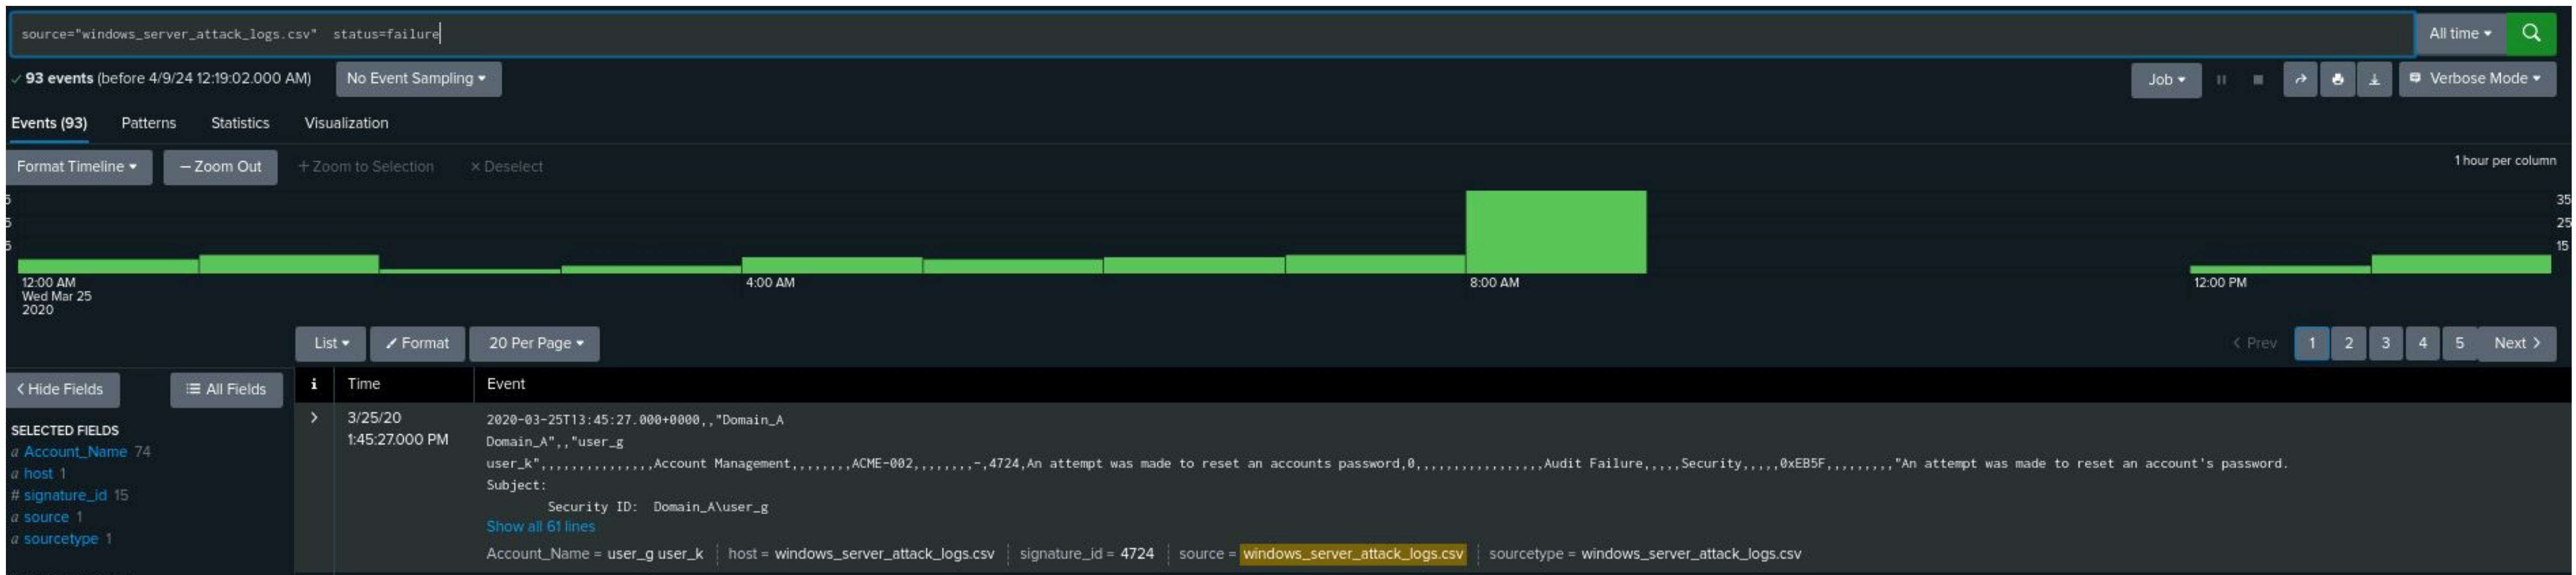 source="windows_server_attack_logs.csv"  status=failure
All time
93 events (before 4/9/24 12:19:02.000 AM)
No Event Sampling
Job
Verbose Mode
Events (93)
Patterns
Statistics
Visualization
Format Timeline
— Zoom Out
+ Zoom to Selection
× Deselect
1 hour per column
35
25
15
5
5
5
12:00 AM
Wed Mar 25
2020
4:00 AM
8:00 AM
12:00 PM
List
Format
20 Per Page
< Prev
1
2
3
4
5
Next >
< Hide Fields
All Fields
i
Time
Event
SELECTED FIELDS
a Account_Name 74
a host 1
# signature_id 15
a source 1
a sourcetype 1
>
3/25/20
1:45:27.000 PM
2020-03-25T13:45:27.000+0000,,"Domain_A
Domain_A",,"user_g
user_k",,,,,,,,,,,,,,,Account Management,,,,,,,,ACME-002,,,,,,,,-,4724,An attempt was made to reset an accounts password,0,,,,,,,,,,,,,,,,,Audit Failure,,,,,Security,,,,,0xEB5F,,,,,,,,,"An attempt was made to reset an account's password.
Subject:
Security ID:  Domain_A\user_g
Show all 61 lines
Account_Name = user_g user_k
host = windows_server_attack_logs.csv
signature_id = 4724
source = windows_server_attack_logs.csv
sourcetype = windows_server_attack_logs.csv